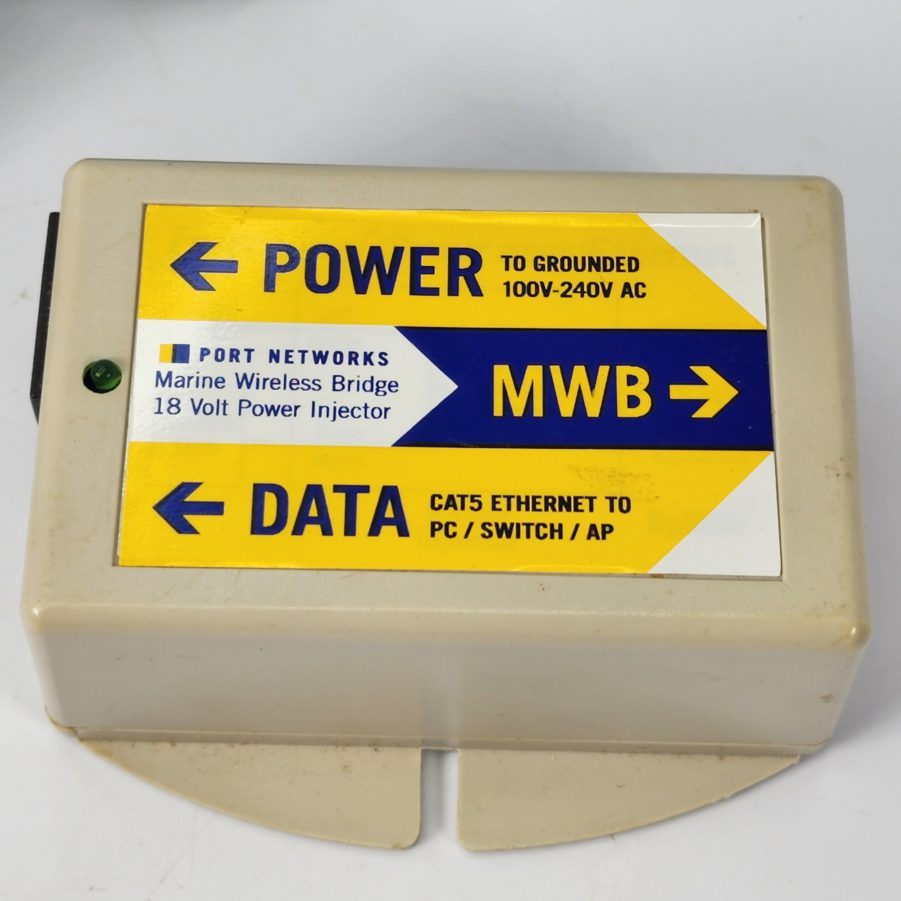 POWER
TO GROUNDED
100V-240V AC
PORT NETWORKS
Marine Wireless Bridge
18 Volt Power Injector
MWB
DATA
CAT5 ETHERNET TO
PC / SWITCH / AP